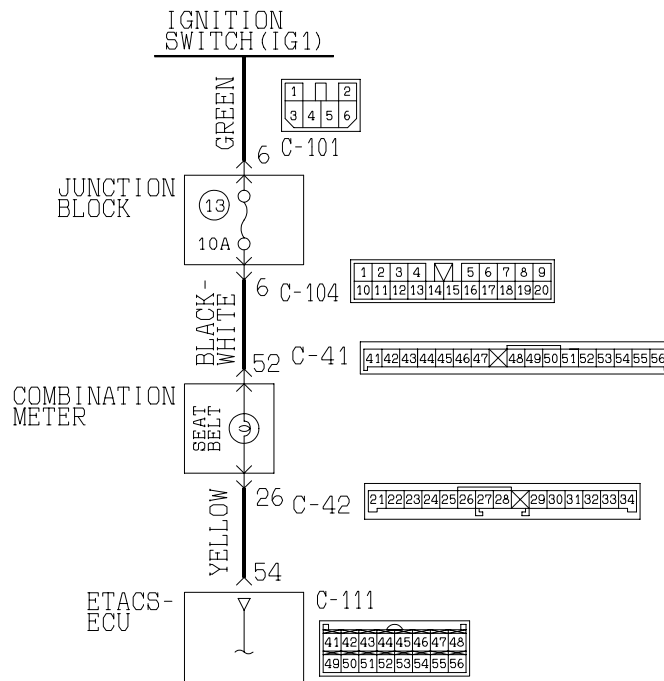 IGNITION
SWITCH(IG1)
GREEN
1 2
3 4 5 6
6 C-101
JUNCTION
BLOCK
13
10A
6 C-104
1 2 3 4 5 6 7 8 9
10 11 12 13 14 15 16 17 18 19 20
BLACK-
WHITE
52 C-41
41 42 43 44 45 46 47 48 49 50 51 52 53 54 55 56
COMBINATION
METER
SEAT
BELT
26 C-42
21 22 23 24 25 26 27 28 29 30 31 32 33 34
YELLOW
54
ETACS-
ECU
C-111
41 42 43 44 45 46 47 48
49 50 51 52 53 54 55 56